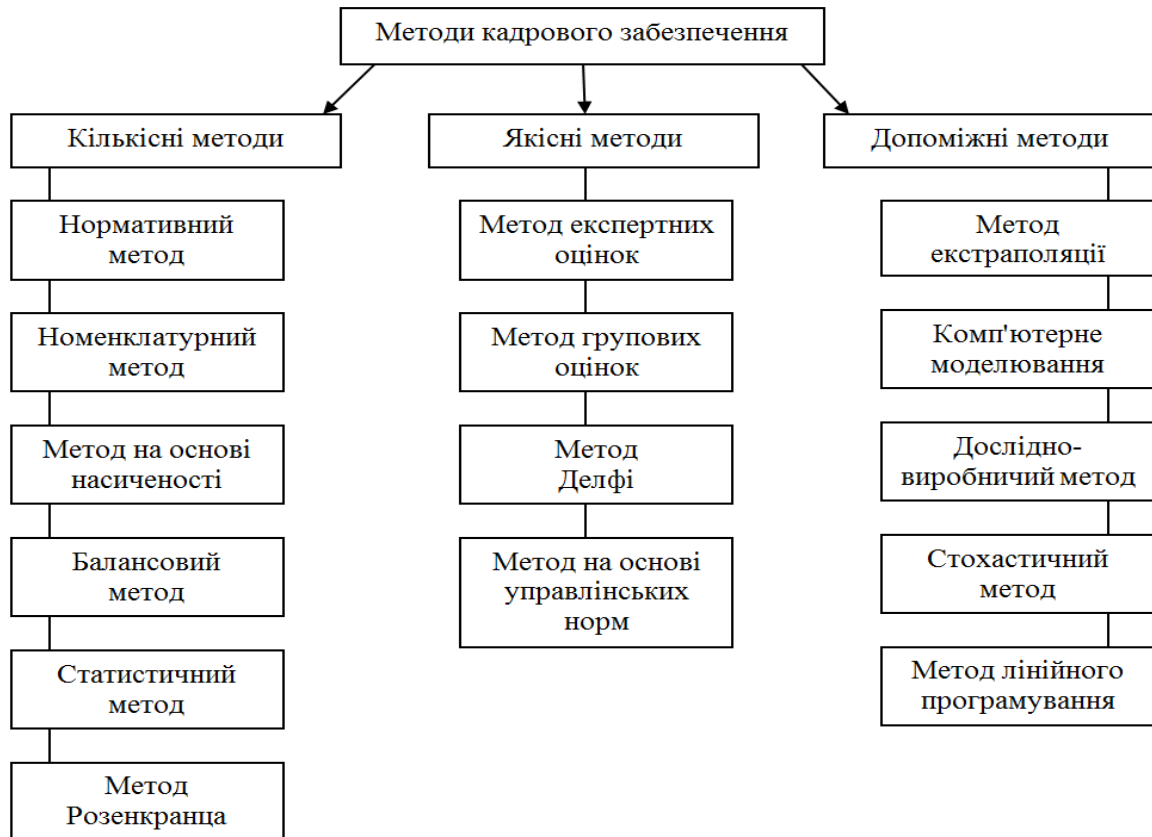 Методи кадрового забезпечення
Кількісні методи
Нормативний
метод
Номенклатурний
метод
Метод на основі
насиченості
Балансовий
метод
Статистичний
метод
Метод
Розенкранца
Якісні методи
Метод експертних
оцінок
Метод групових
оцінок
Метод
Делфі
Метод на основі
управлінських
норм
Допоміжні методи
Метод
екстраполяції
Комп'ютерне
моделювання
Дослідно-
виробничий метод
Стохастичний
метод
Метод лінійного
програмування